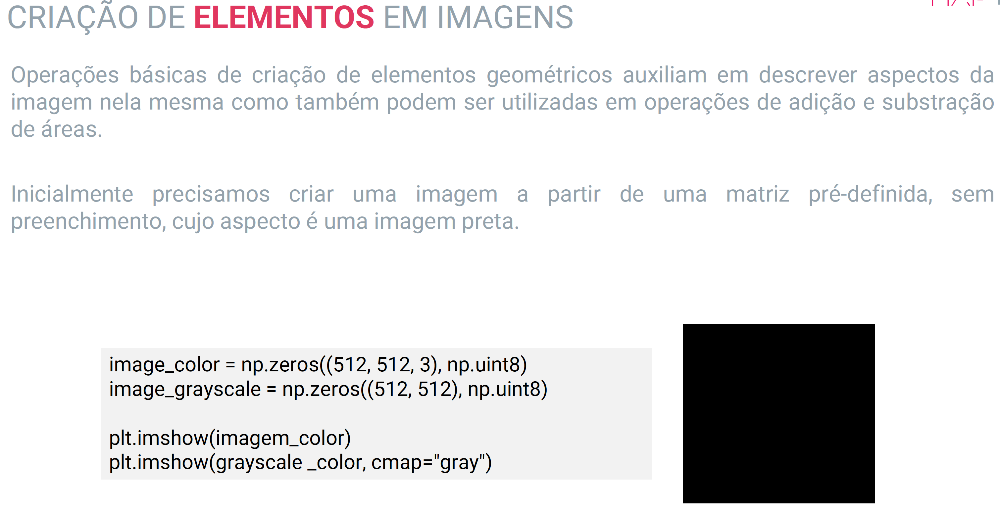 CRIAÇÃO DE ELEMENTOS EM IMAGENS
Operações básicas de criação de elementos geométricos auxiliam em descrever aspectos da
imagem nela mesma como também podem ser utilizadas em operações de adição e substração
de áreas.
Inicialmente precisamos criar uma imagem a partir de uma matriz pré-definida, sem
preenchimento, cujo aspecto é uma imagem preta.
image_color = np.zeros((512, 512, 3), np.uint8)
image_grayscale = np.zeros((512, 512), np.uint8)
plt.imshow(imagem_color)
plt.imshow(grayscale _color, cmap="gray")